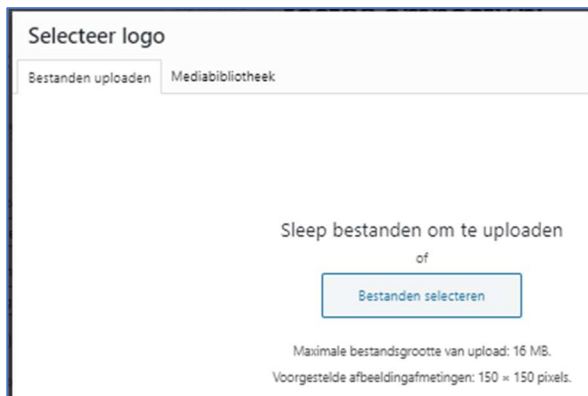 Selecteer logo
Bestanden uploaden Mediabibliotheek
Sleep bestanden om te uploaden
of
Bestanden selecteren
Maximale bestandsgrootte van upload: 16 MB.
Voorgestelde afbeeldingafmetingen: 150 × 150 pixels.